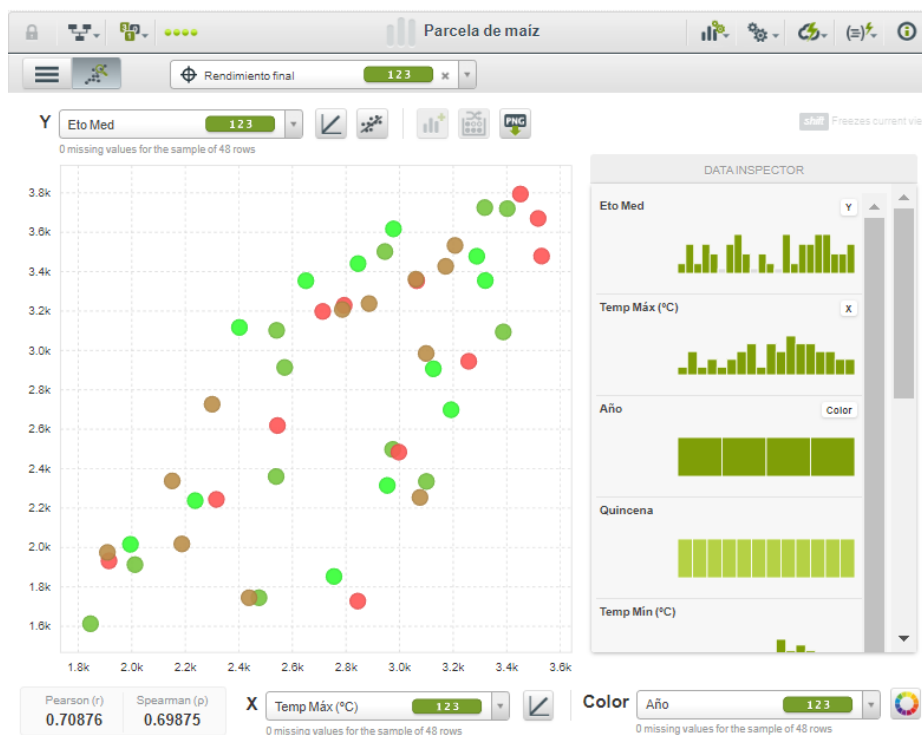 Parcela de maíz
Rendimiento final 123 ×
Y Eto Med 123
PNG
0 missing values for the sample of 48 rows
shift Freezes current vie
DATA INSPECTOR
3.8k
3.6k
3.4k
3.2k
3.0k
2.8k
2.6k
2.4k
2.2k
2.0k
1.8k
1.6k
1.8k 2.0k 2.2k 2.4k 2.6k 2.8k 3.0k 3.2k 3.4k 3.6k
Eto Med Y
Temp Máx (ºC) X
Año Color
Quincena
Temp Mín (ºC)
Pearson (r)
0.70876
Spearman (ρ)
0.69875
X Temp Máx (ºC) 123
0 missing values for the sample of 48 rows
Color Año 123
0 missing values for the sample of 48 rows